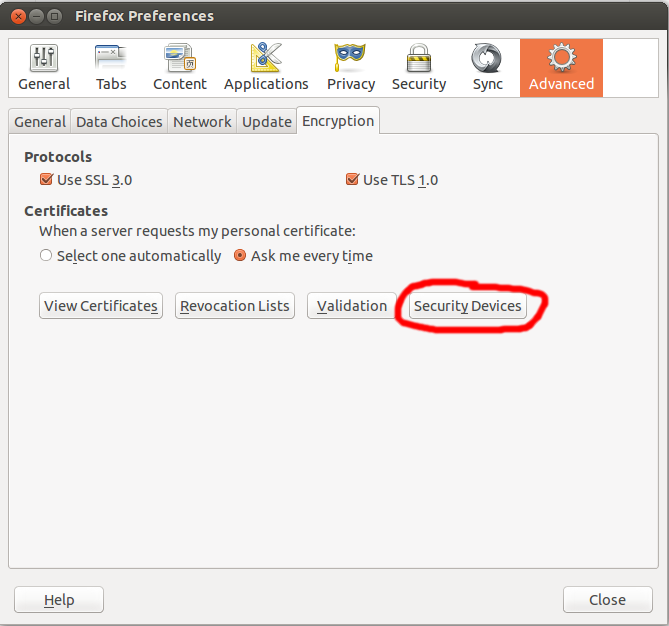 Firefox Preferences
General Tabs Content Applications Privacy Security Sync Advanced
General Data Choices Network Update Encryption
Protocols
Use SSL 3.0 Use TLS 1.0
Certificates
When a server requests my personal certificate:
Select one automatically Ask me every time
View Certificates Revocation Lists Validation Security Devices
Help Close